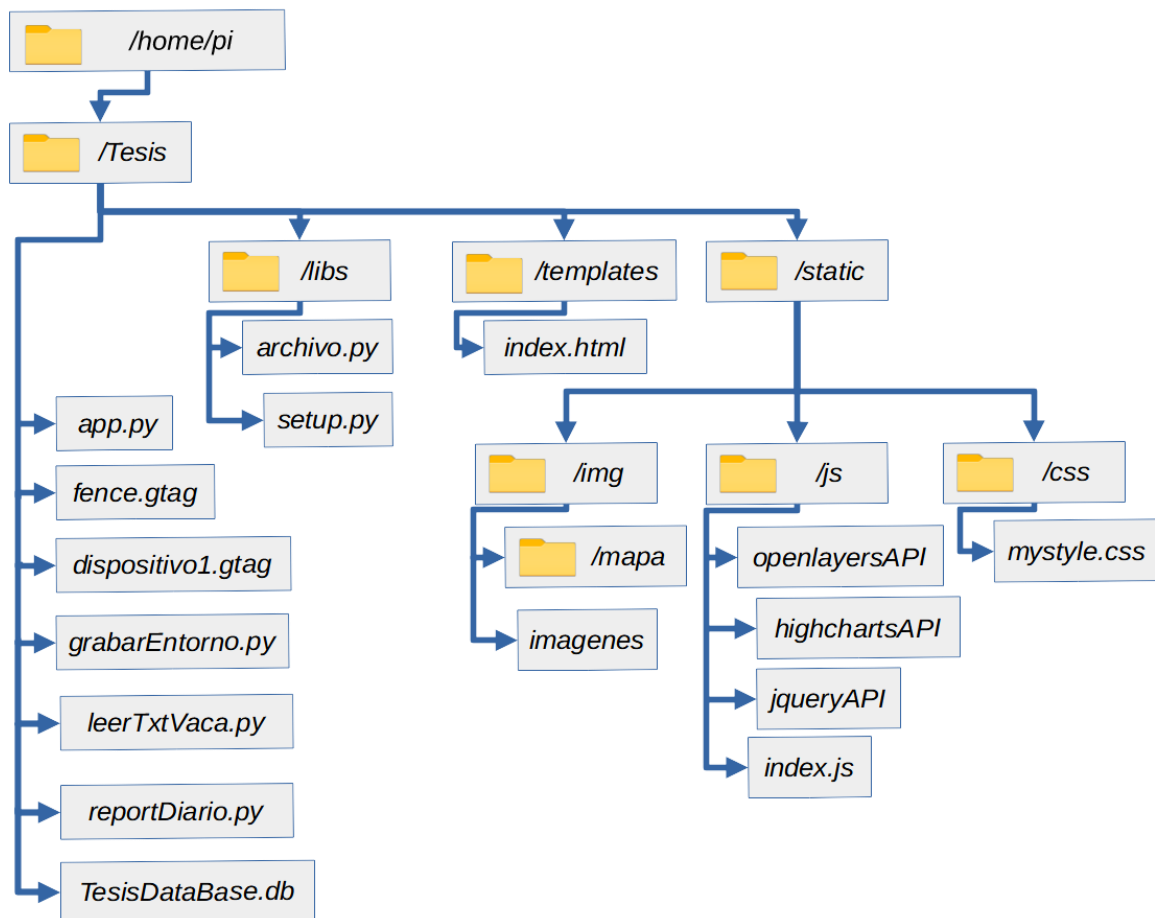 /home/pi
/Tesis
/libs
/templates
/static
archivo.py
index.html
setup.py
app.py
fence.gtag
dispositivo1.gtag
grabarEntorno.py
leerTxtVaca.py
reportDiario.py
TesisDataBase.db
/img
/js
/css
/mapa
imagenes
openlayersAPI
highchartsAPI
jqueryAPI
index.js
mystyle.css